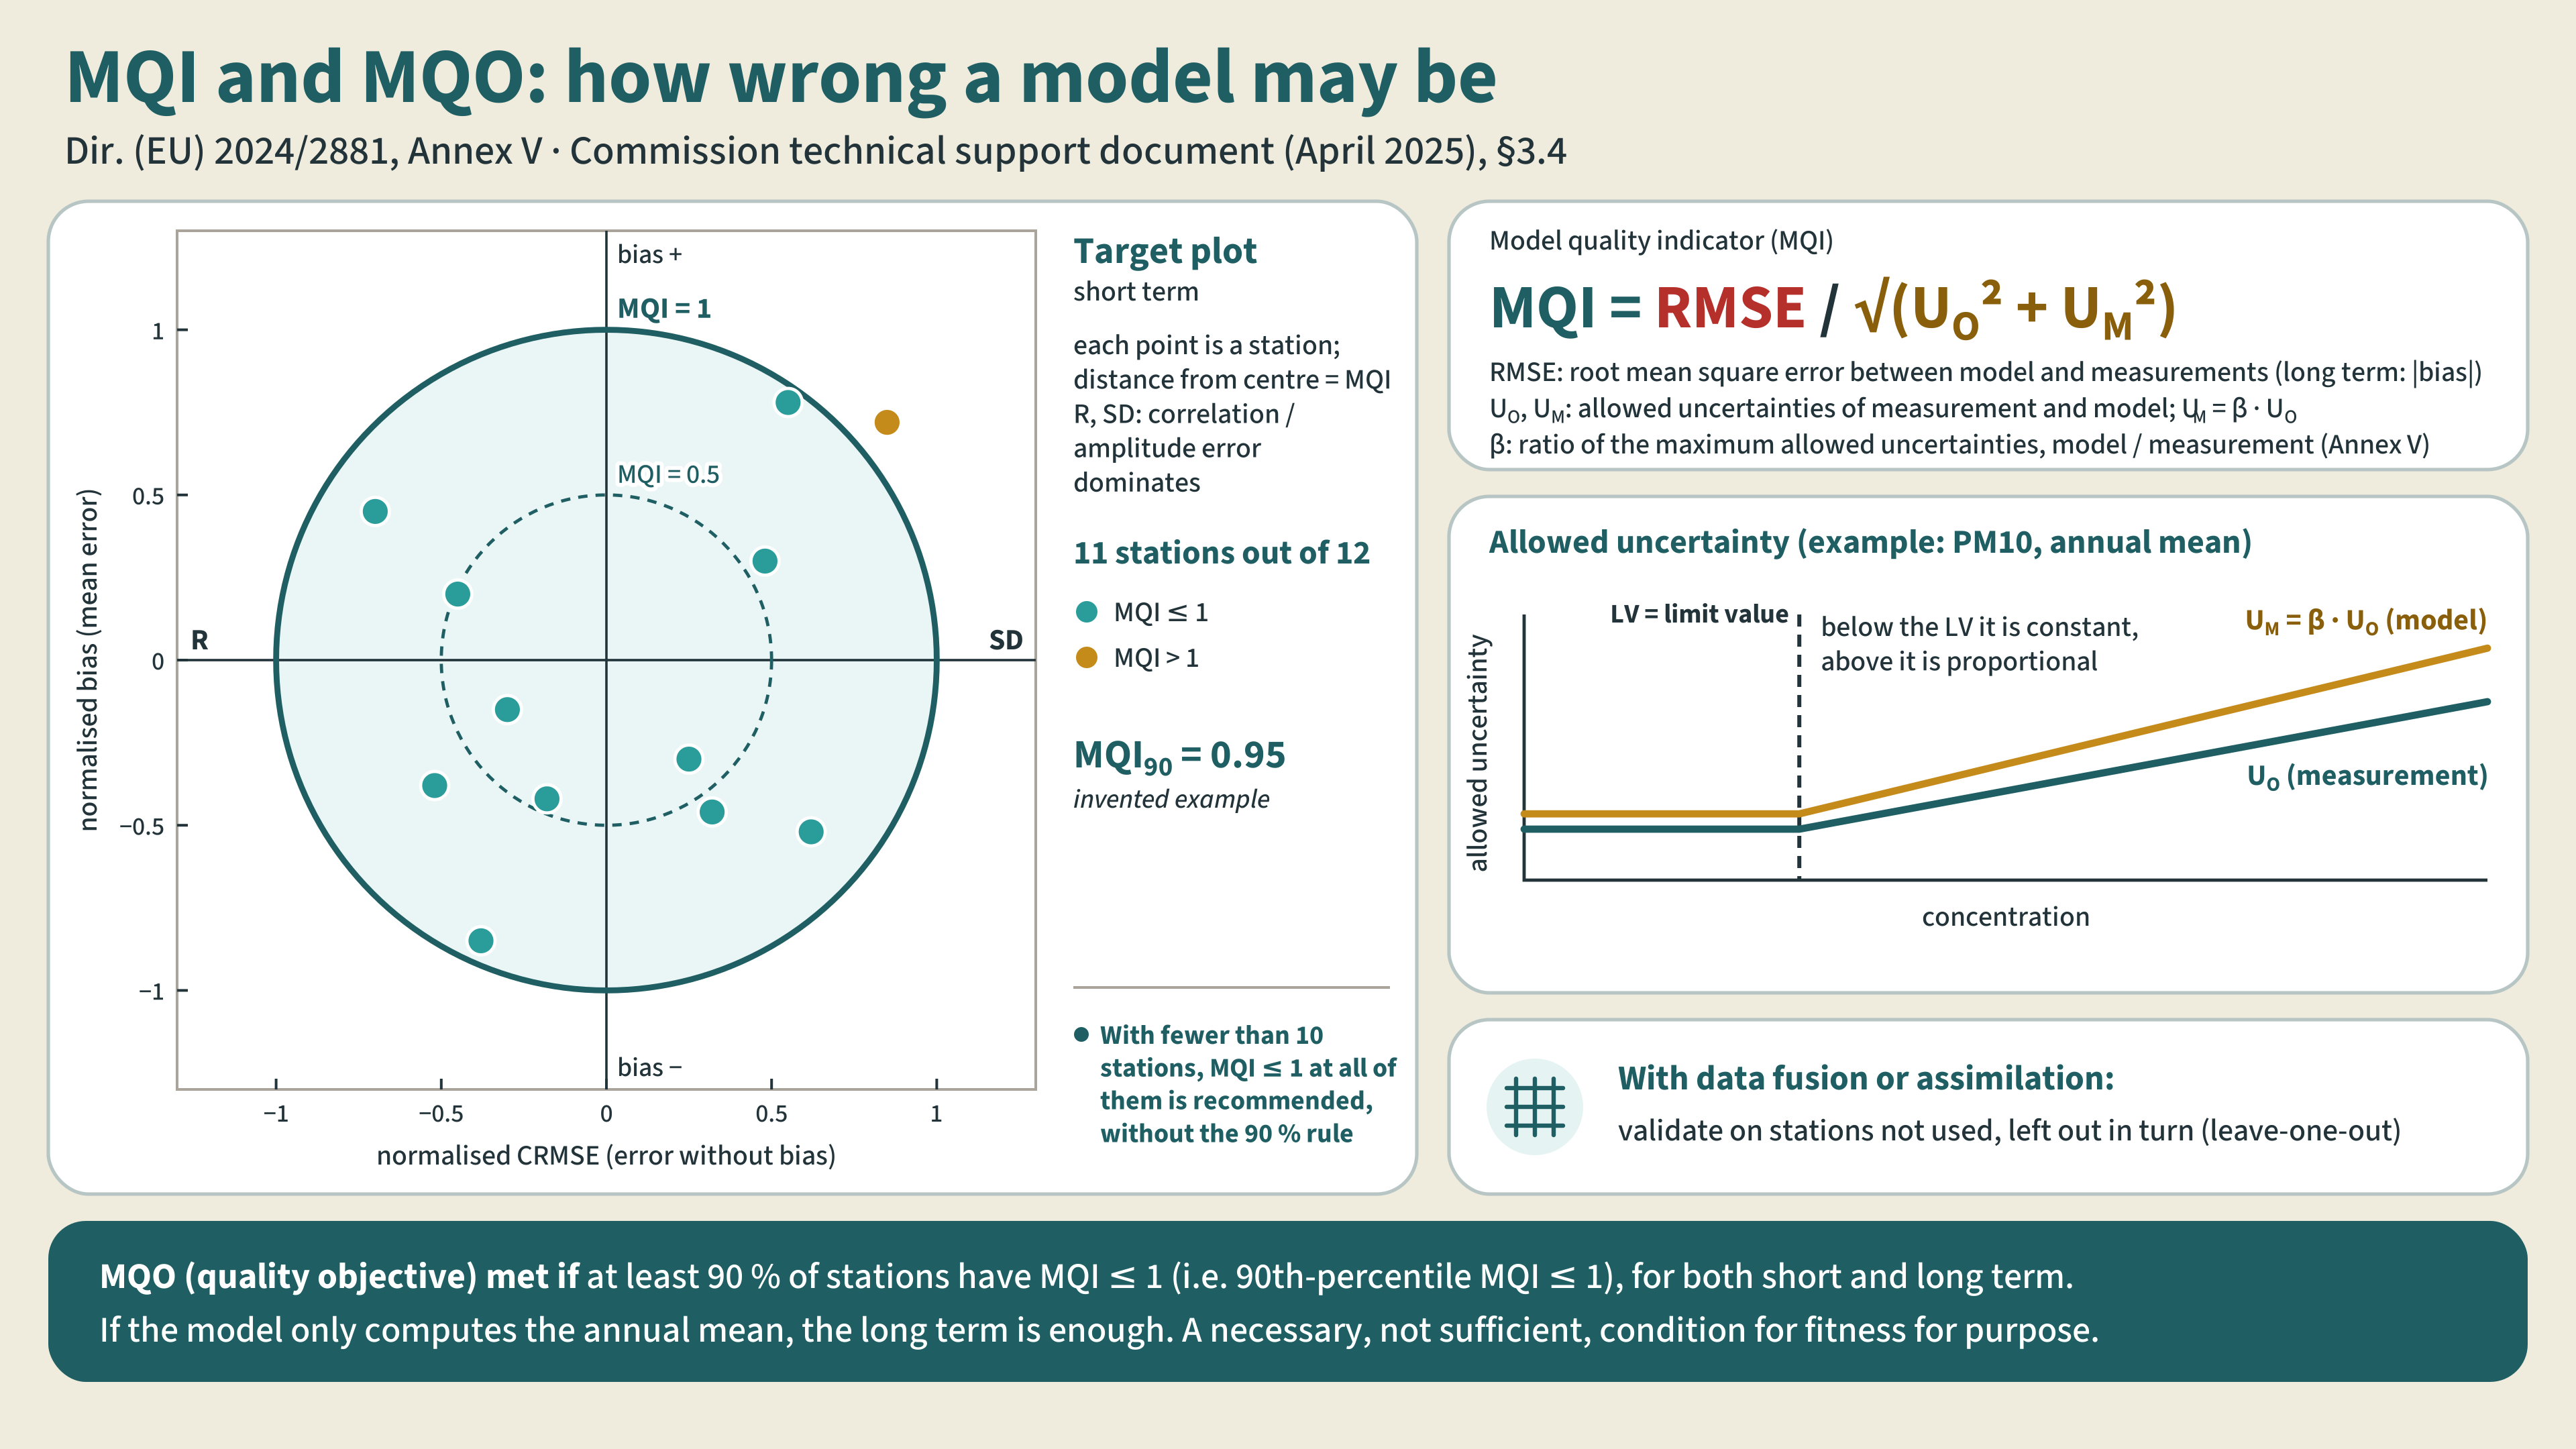 MQI and MQO: how wrong a model may be
Dir. (EU) 2024/2881, Annex V · Commission technical support document (April 2025), §3.4
bias +
MQI = 1
MQI = 0.5
R
SD
bias −
1
0.5
0
−0.5
−1
−1
−0.5
0
0.5
1
normalised bias (mean error)
normalised CRMSE (error without bias)
Target plot
short term
each point is a station;
distance from centre = MQI
R, SD: correlation /
amplitude error
dominates
11 stations out of 12
MQI ≤ 1
MQI > 1
MQI₉₀ = 0.95
invented example
With fewer than 10
stations, MQI ≤ 1 at all of
them is recommended,
without the 90 % rule
Model quality indicator (MQI)
MQI = RMSE / √(U_O² + U_M²)
RMSE: root mean square error between model and measurements (long term: |bias|)
U_O, U_M: allowed uncertainties of measurement and model; U_M = β · U_O
β: ratio of the maximum allowed uncertainties, model / measurement (Annex V)
Allowed uncertainty (example: PM10, annual mean)
LV = limit value
below the LV it is constant,
above it is proportional
U_M = β · U_O (model)
U_O (measurement)
allowed uncertainty
concentration
With data fusion or assimilation:
validate on stations not used, left out in turn (leave-one-out)
MQO (quality objective) met if at least 90 % of stations have MQI ≤ 1 (i.e. 90th-percentile MQI ≤ 1), for both short and long term.
If the model only computes the annual mean, the long term is enough. A necessary, not sufficient, condition for fitness for purpose.